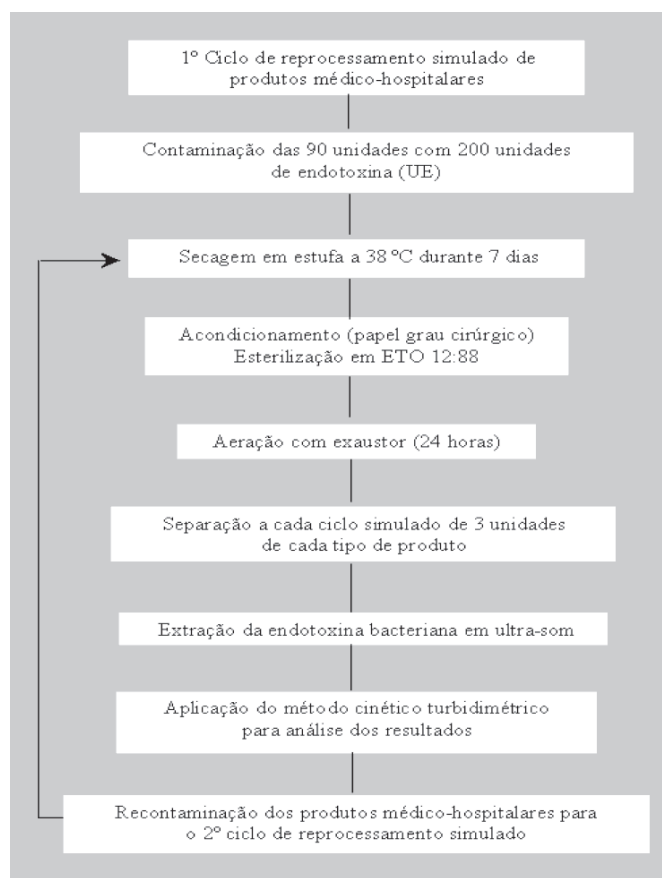 1º Ciclo de reprocessamento simulado de
produtos médico-hospitalares
Contaminação das 90 unidades com 200 unidades
de endotoxina (UE)
Secagem em estufa a 38 ºC durante 7 dias
Acondicionamento (papel grau cirúrgico)
Esterilização em ETO 12:88
Aeração com exaustor (24 horas)
Separação a cada ciclo simulado de 3 unidades
de cada tipo de produto
Extração da endotoxina bacteriana em ultra-som
Aplicação do método cinético turbidimétrico
para análise dos resultados
Recontaminação dos produtos médico-hospitalares para
o 2º ciclo de reprocessamento simulado